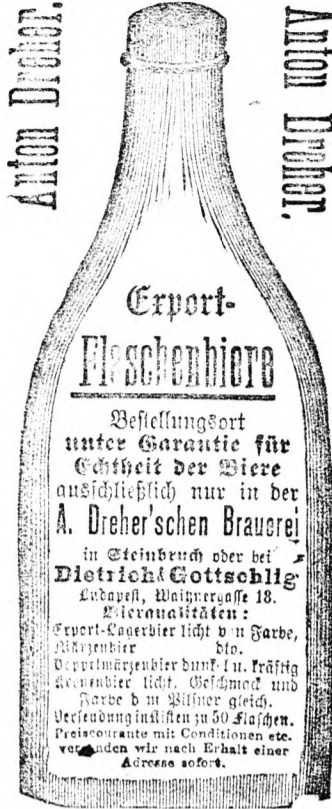 Anton Dreher.
Anton Dreher,
Export-
Flaschenbiere
Bestellungsort
unter Garantie für
Echtheit der Biere
ausschließlich nur in der
A. Dreher'schen Brauerei
in Steinbruch oder bei
Dietrich & Gottschlig
Budapest, Waitznergasse 18.
Bierqualitäten:
Export-Lagerbier licht von Farbe,
Märzenbier dto.
Doppelmärzenbier dunkel u. kräftig
Kronenbier licht, Geschmack und
Farbe dem Pilsner gleich.
Versendung in Kisten zu 50 Flaschen.
Preiscourante mit Conditionen etc.
versenden wir nach Erhalt einer
Adresse sofort.